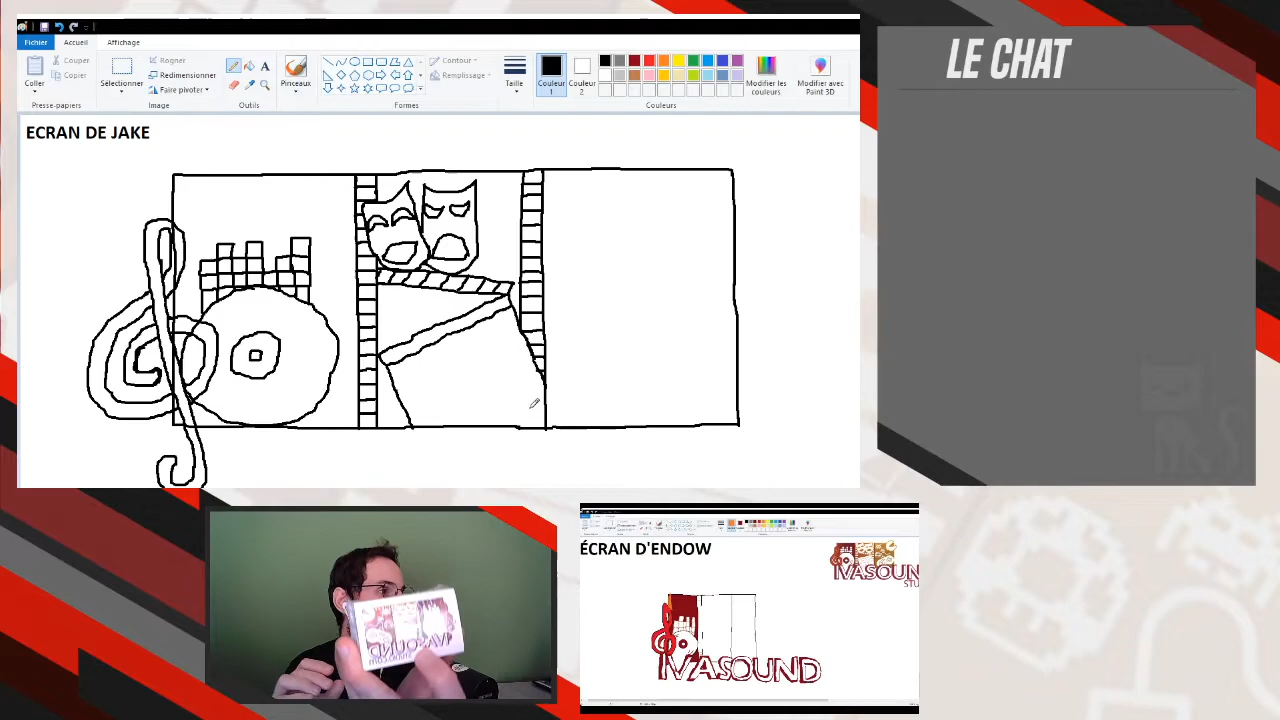 Fichier Accueil Affichage
Couper
Copier
Coller
Presse-papiers
Sélectionner
Rogner
Redimensionner
Faire pivoter
Image
A
Outils
Pinceaux
Contour
Remplissage
Formes
Taille
Couleur 1
Couleur 2
Modifier les couleurs
Modifier avec Paint 3D
Couleurs
ECRAN DE JAKE
LE CHAT
ÉCRAN D'ENDOW
IVASOUN
STU
IVASOUND
IVASOUND